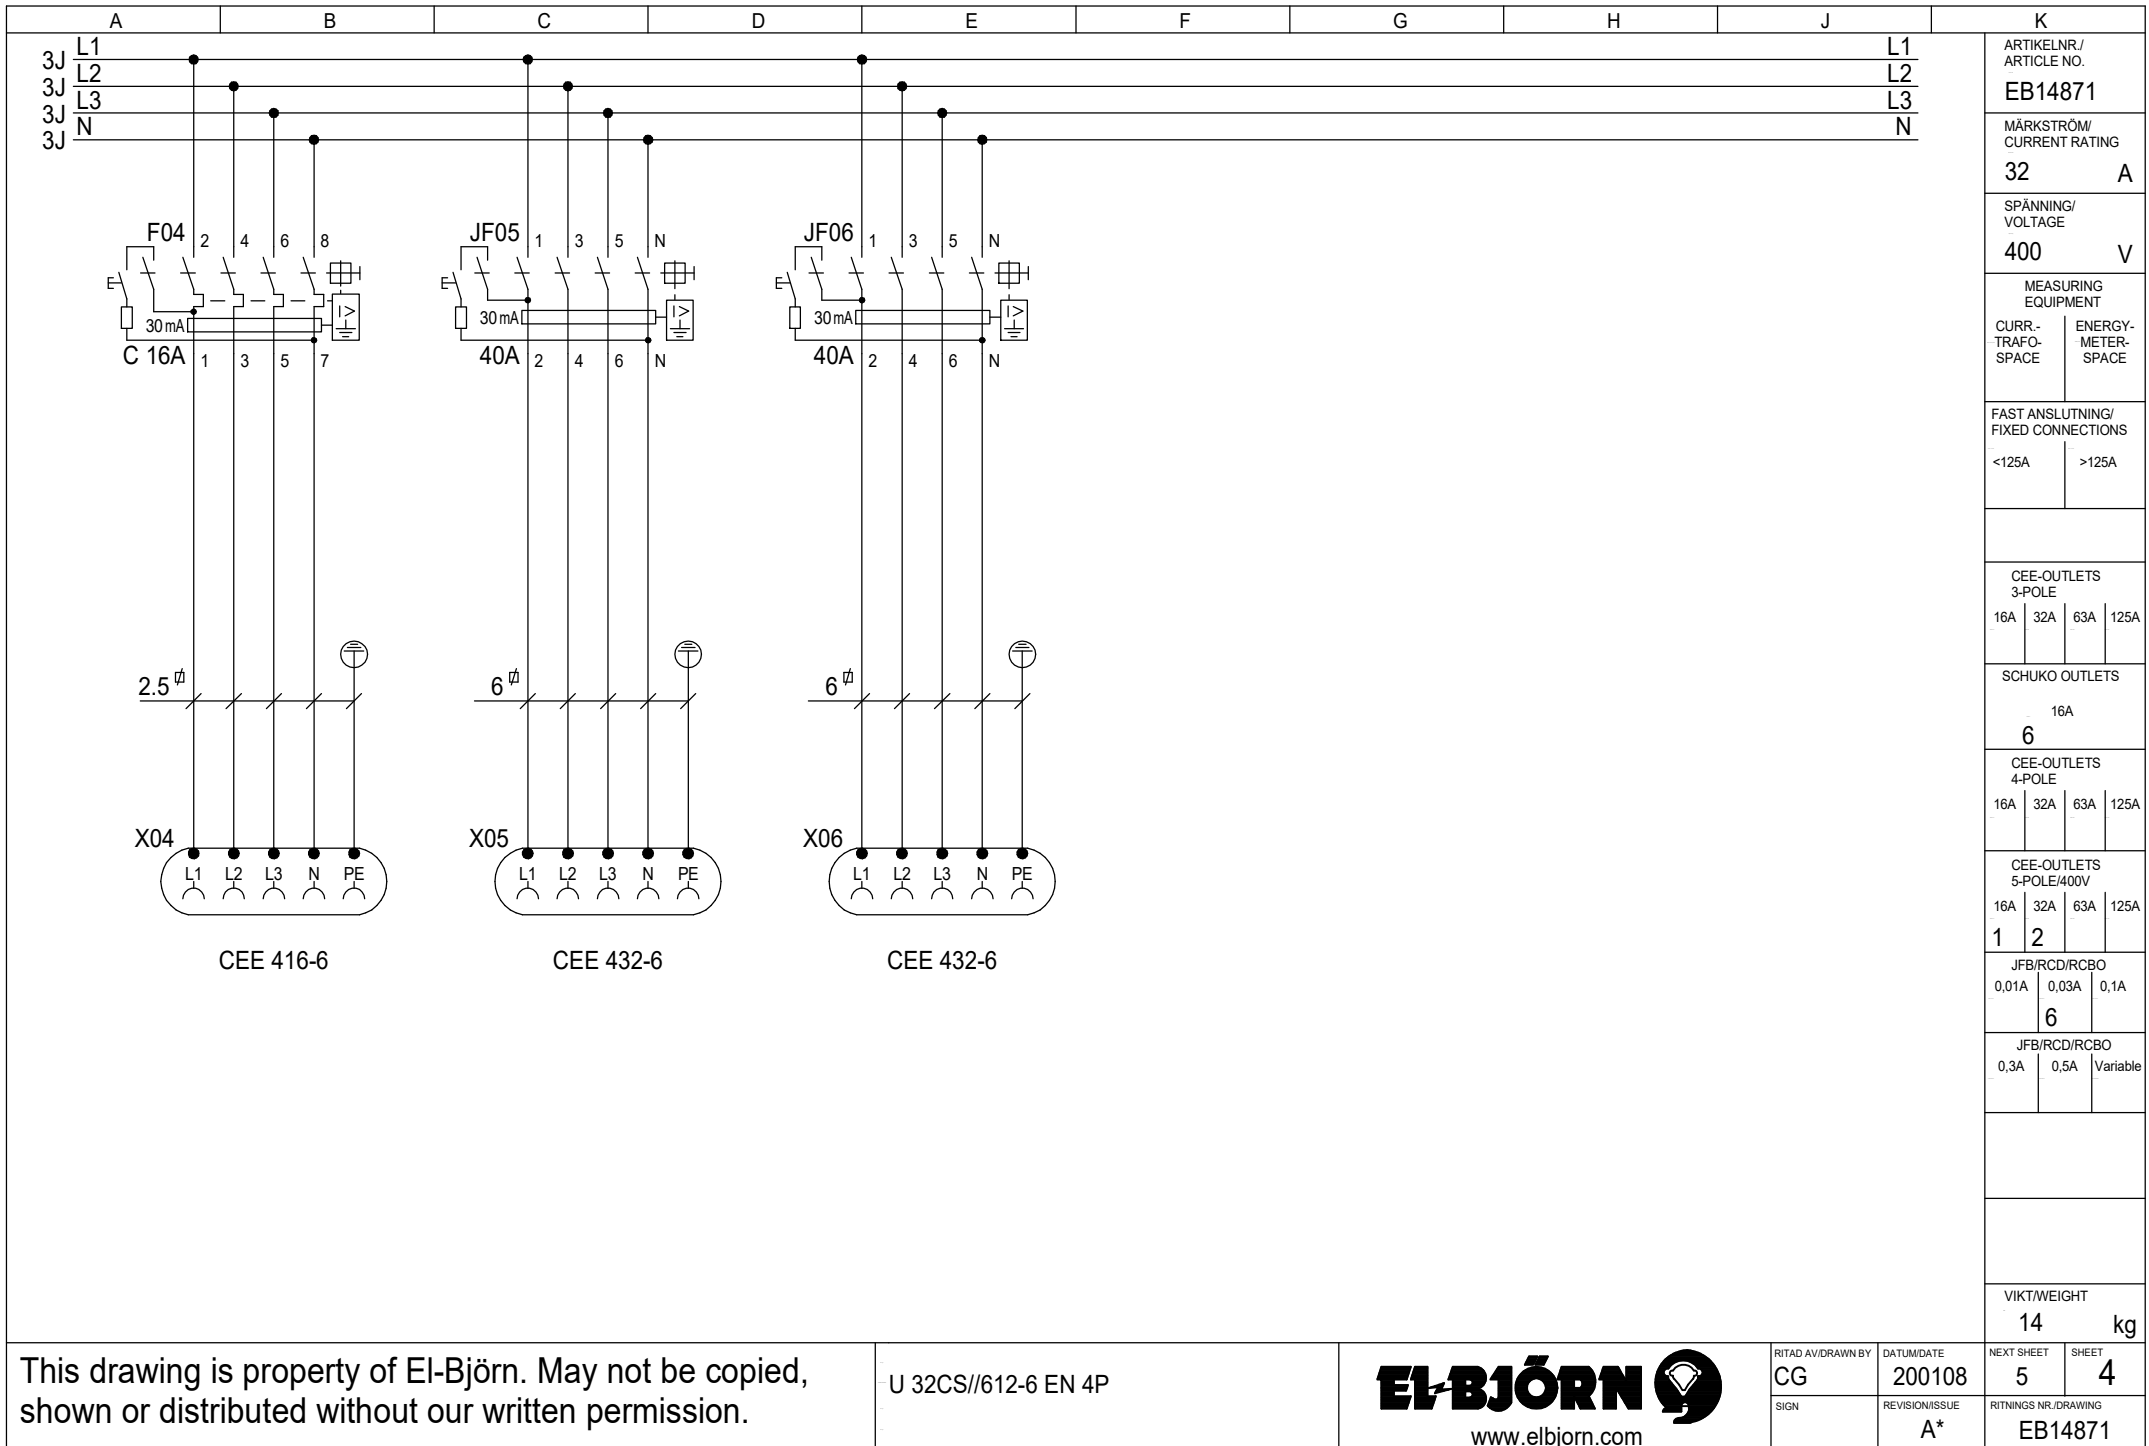 A B C D E F G H J K
3J L1 L1
3J L2 L2
3J L3 L3
3J N N
F04 2 4 6 8
JF05 1 3 5 N
JF06 1 3 5 N
30 mA
30 mA
30 mA
C 16A 1 3 5 7
40A 2 4 6 N
40A 2 4 6 N
2.5
6
6
X04
X05
X06
L1 L2 L3 N PE
L1 L2 L3 N PE
L1 L2 L3 N PE
CEE 416-6
CEE 432-6
CEE 432-6
ARTIKELNR./
ARTICLE NO.
EB14871
MÄRKSTRÖM/
CURRENT RATING
32 A
SPÄNNING/
VOLTAGE
400 V
MEASURING
EQUIPMENT
CURR.-
TRAFO-
SPACE
ENERGY-
METER-
SPACE
FAST ANSLUTNING/
FIXED CONNECTIONS
<125A >125A
CEE-OUTLETS
3-POLE
16A 32A 63A 125A
SCHUKO OUTLETS
16A
6
CEE-OUTLETS
4-POLE
16A 32A 63A 125A
CEE-OUTLETS
5-POLE/400V
16A 32A 63A 125A
1 2
JFB/RCD/RCBO
0,01A 0,03A 0,1A
6
JFB/RCD/RCBO
0,3A 0,5A Variable
VIKT/WEIGHT
14 kg
This drawing is property of El-Björn. May not be copied,
shown or distributed without our written permission.
U 32CS//612-6 EN 4P
EL-BJÖRN
www.elbjorn.com
RITAD AV/DRAWN BY
CG
DATUM/DATE
200108
NEXT SHEET
5
SHEET
4
SIGN
REVISION/ISSUE
A*
RITNINGS NR./DRAWING
EB14871